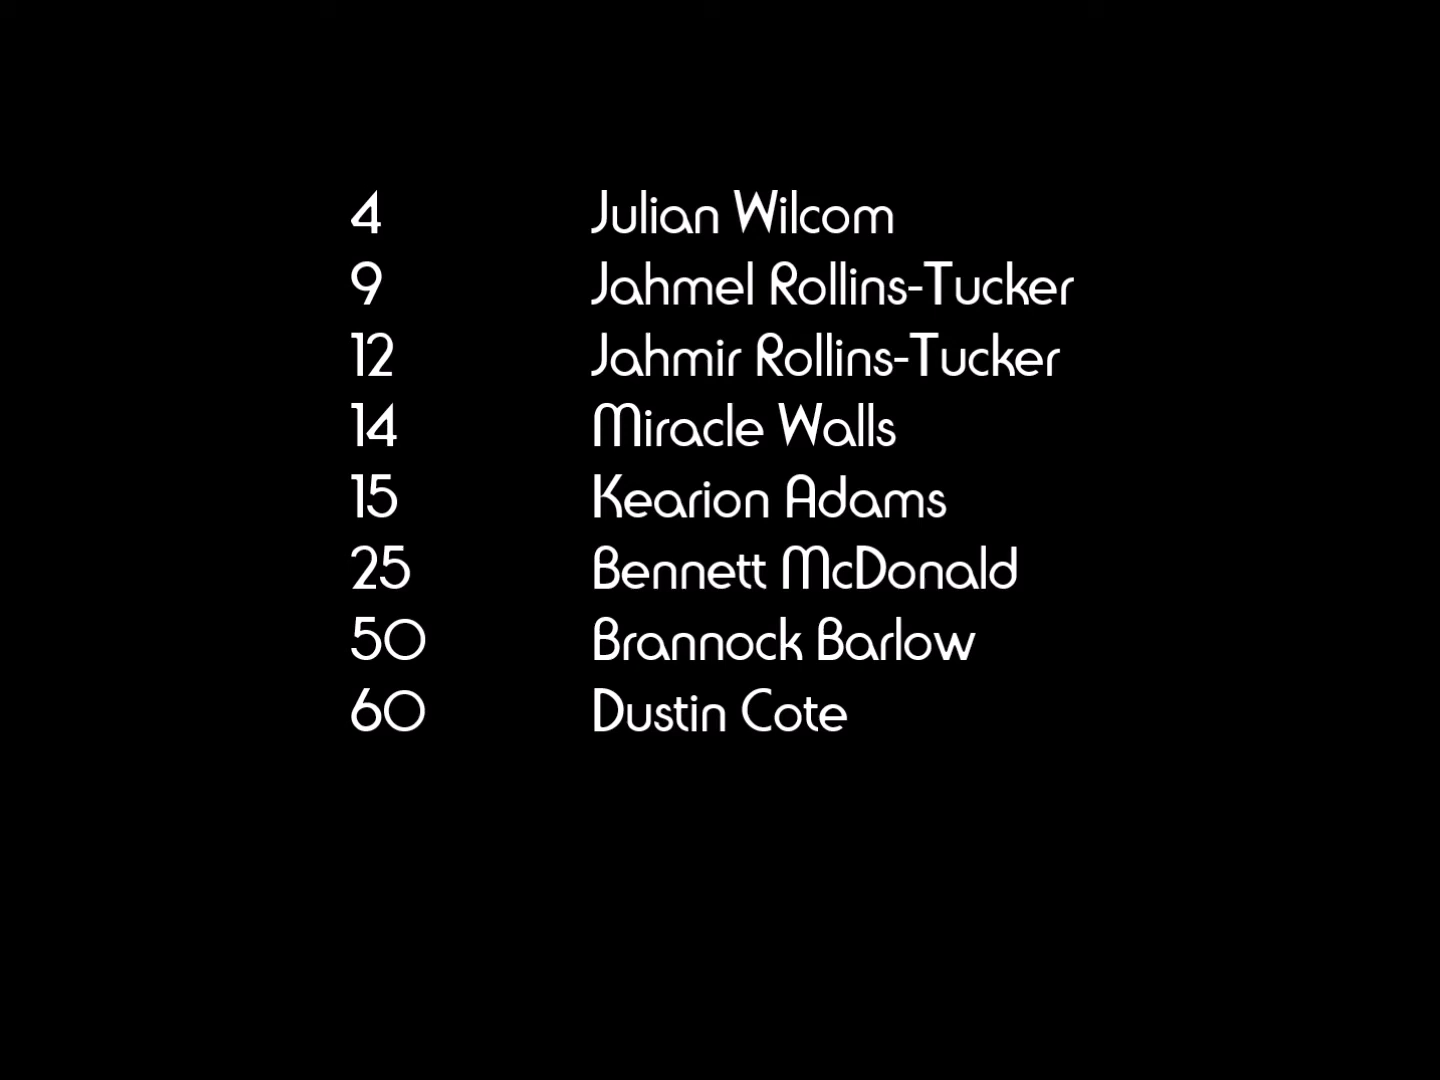 4 Julian Wilcom
9 Jahmel Rollins-Tucker
12 Jahmir Rollins-Tucker
14 Miracle Walls
15 Kearion Adams
25 Bennett McDonald
50 Brannock Barlow
60 Dustin Cote